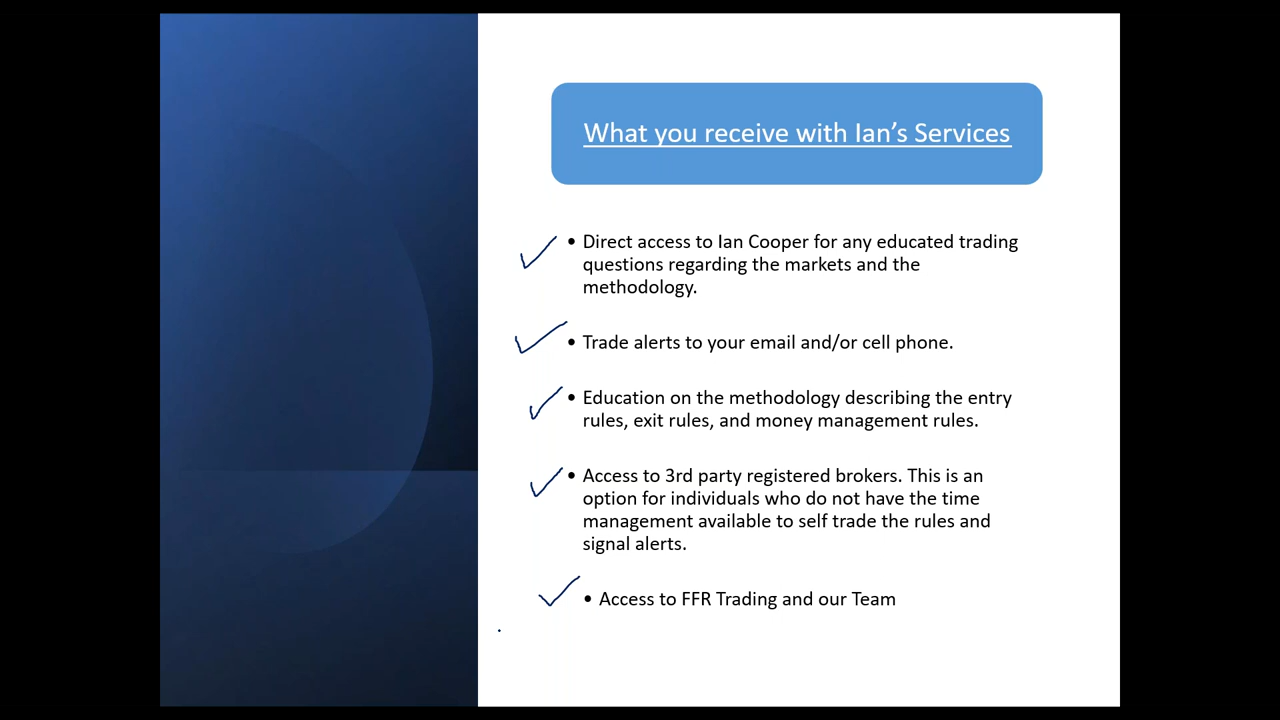 What you receive with Ian’s Services
• Direct access to Ian Cooper for any educated trading
questions regarding the markets and the
methodology.
• Trade alerts to your email and/or cell phone.
• Education on the methodology describing the entry
rules, exit rules, and money management rules.
• Access to 3rd party registered brokers. This is an
option for individuals who do not have the time
management available to self trade the rules and
signal alerts.
• Access to FFR Trading and our Team